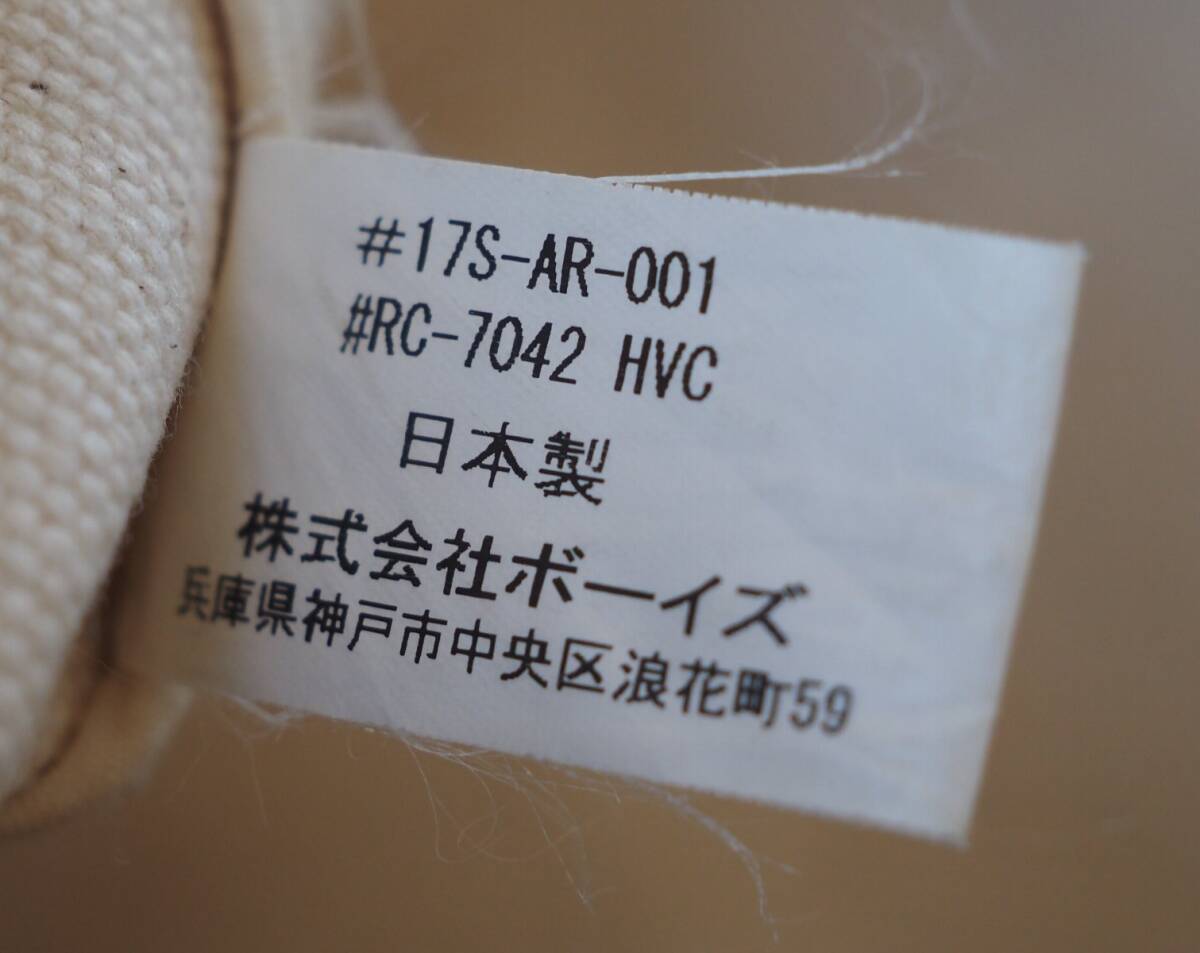 #17S-AR-001
#RC-7042 HVC
日本製
株式会社ボーイズ
兵庫県神戸市中央区浪花町59